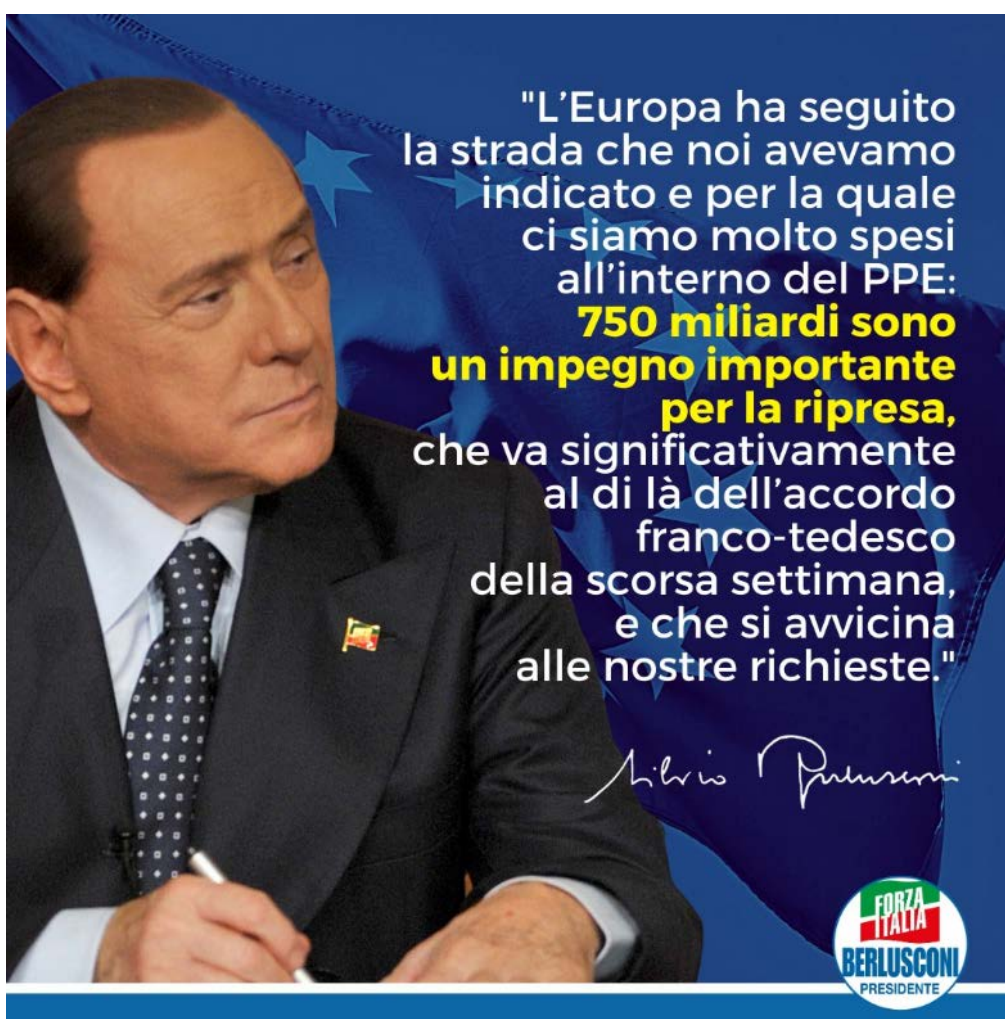 "L'Europa ha seguito
la strada che noi avevamo
indicato e per la quale
ci siamo molto spesi
all'interno del PPE:
750 miliardi sono
un impegno importante
per la ripresa,
che va significativamente
al di là dell'accordo
franco-tedesco
della scorsa settimana,
e che si avvicina
alle nostre richieste."
Silvio Berlusconi
FORZA
ITALIA
BERLUSCONI
PRESIDENTE